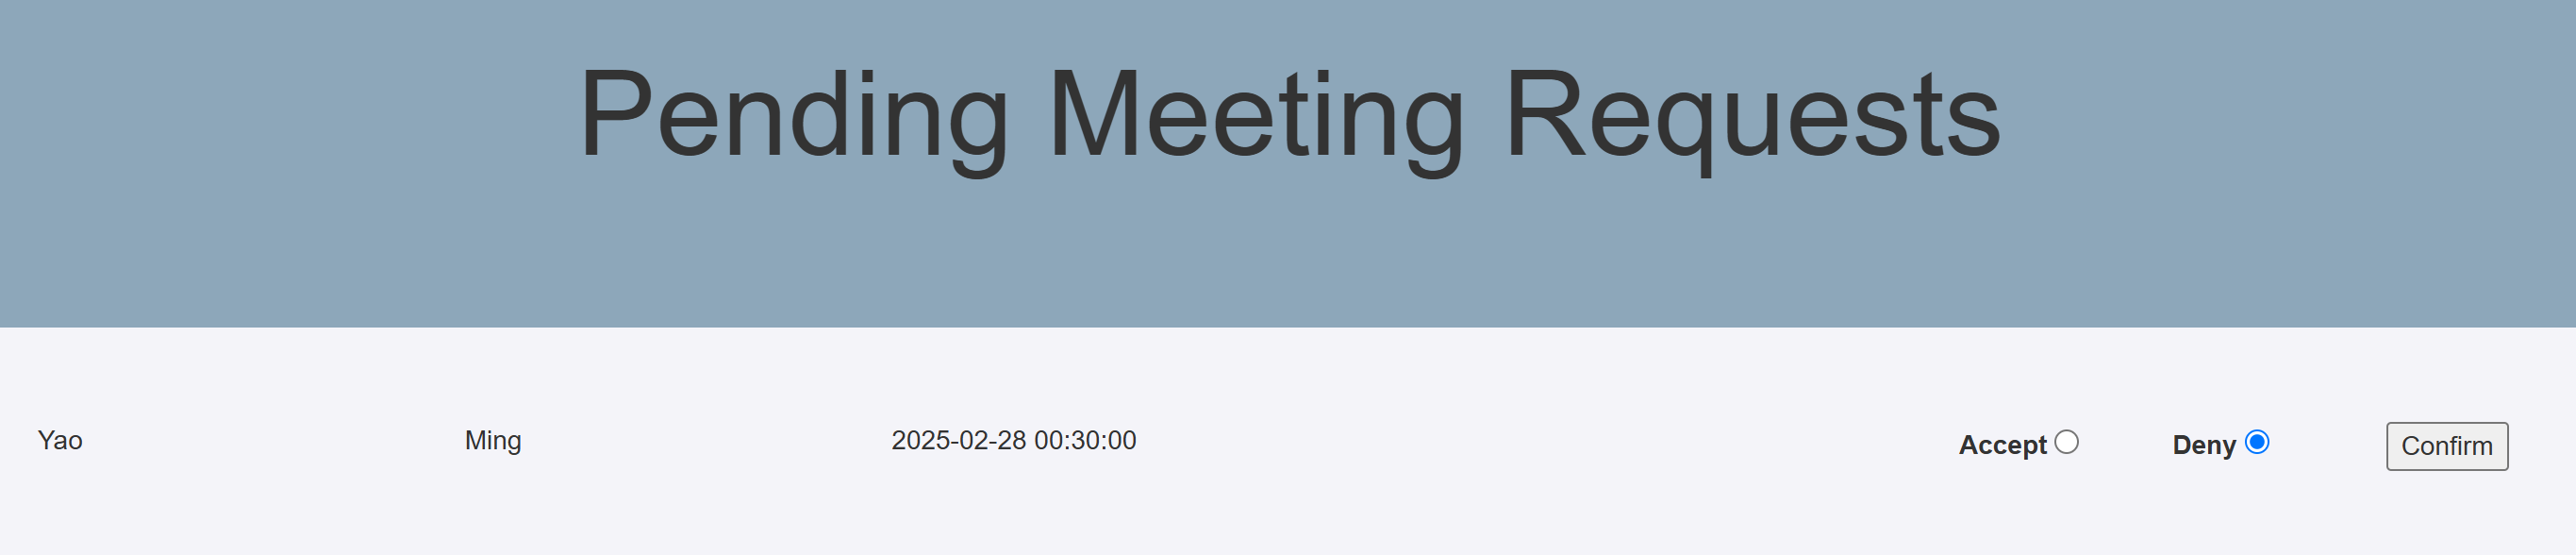 Pending Meeting Requests
Yao Ming 2025-02-28 00:30:00 Accept Deny Confirm